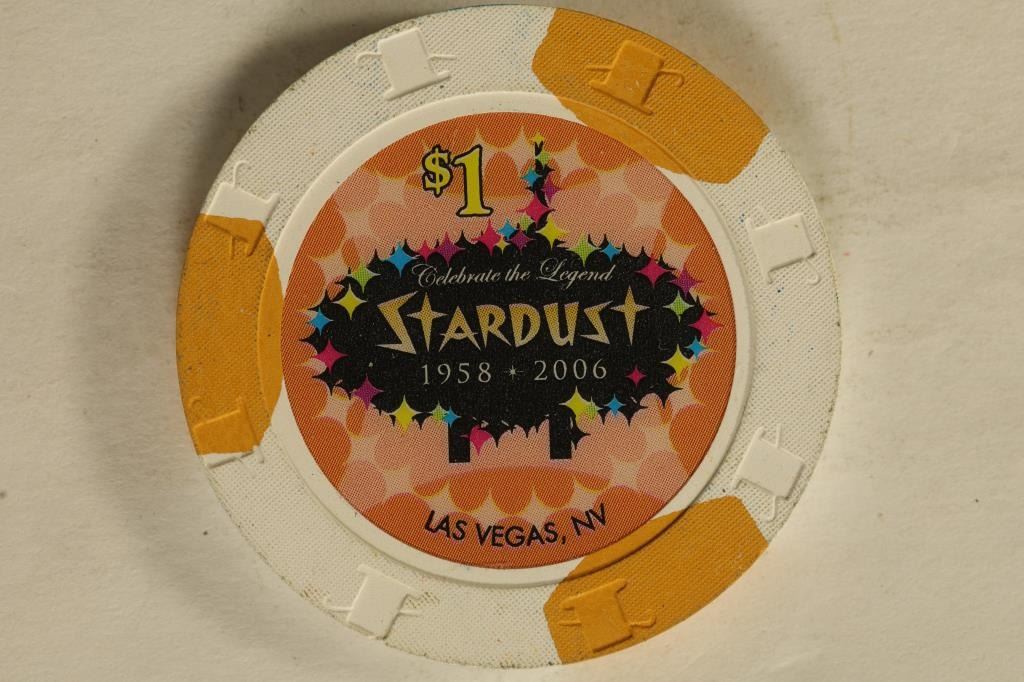 $1
Celebrate the Legend
STARDUST
1958 ✦ 2006
LAS VEGAS, NV